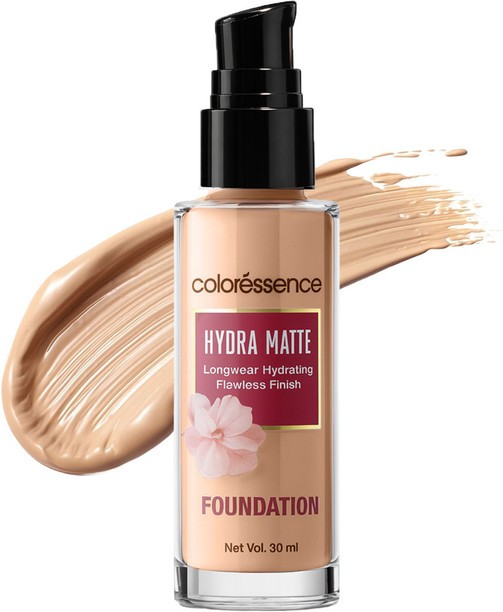 coloréssence
HYDRA MATTE
Longwear Hydrating
Flawless Finish
FOUNDATION
Net Vol. 30 ml